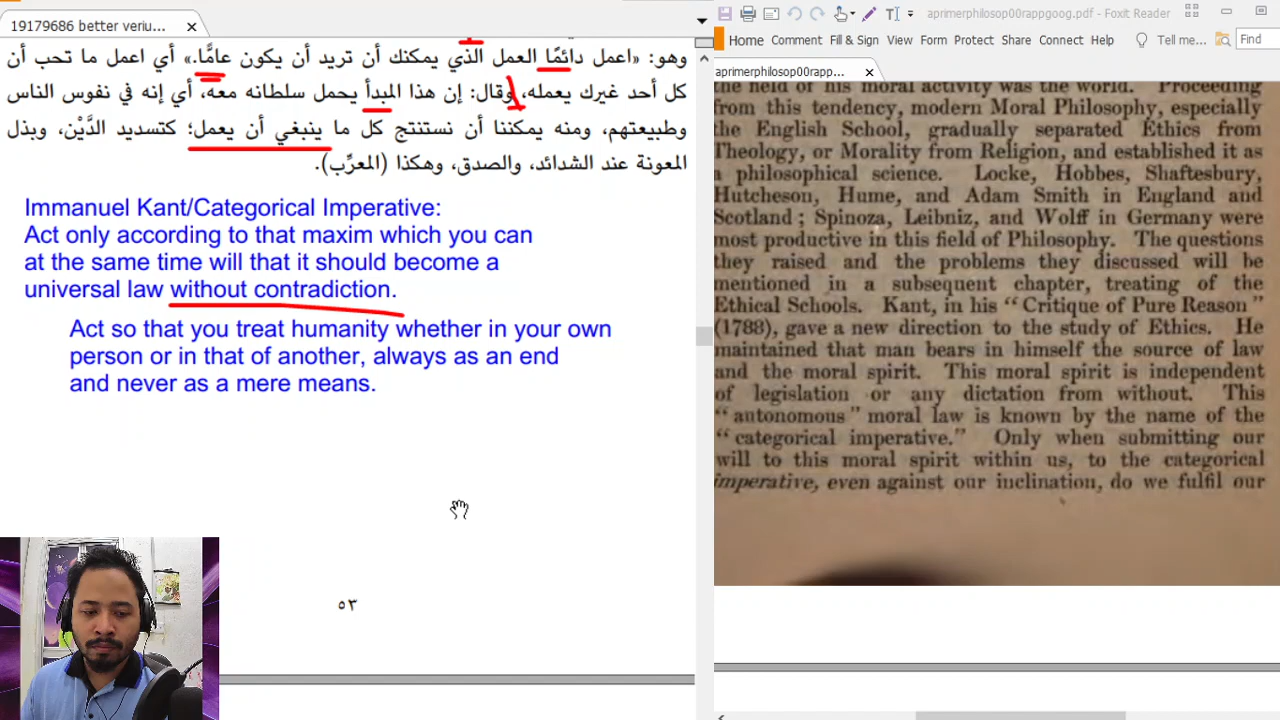 19179686 better veriu...
وهو: «اعمل دائمًا العمل الذي يمكنك أن تريد أن يكون عامًّا.» أي اعمل ما تحب أن
كل أحد غيرك يعمله، وقال: إن هذا المبدأ يحمل سلطانه معه، أي إنه في نفوس الناس
وطبيعتهم، ومنه يمكننا أن نستنتج كل ما ينبغي أن يعمل؛ كتسديد الدَّيْن، وبذل
المعونة عند الشدائد، والصدق، وهكذا (المعرِّب).
Immanuel Kant/Categorical Imperative:
Act only according to that maxim which you can
at the same time will that it should become a
universal law without contradiction.
Act so that you treat humanity whether in your own
person or in that of another, always as an end
and never as a mere means.
٥٣
aprimerphilosop00rappgoog.pdf - Foxit Reader
Home Comment Fill & Sign View Form Protect Share Connect Help Tell me... Find
aprimerphilosop00rapp...
the field of his moral activity was the world. Proceeding
from this tendency, modern Moral Philosophy, especially
the English School, gradually separated Ethics from
Theology, or Morality from Religion, and established it as
a philosophical science. Locke, Hobbes, Shaftesbury,
Hutcheson, Hume, and Adam Smith in England and
Scotland; Spinoza, Leibniz, and Wolff in Germany were
most productive in this field of Philosophy. The questions
they raised and the problems they discussed will be
mentioned in a subsequent chapter, treating of the
Ethical Schools. Kant, in his "Critique of Pure Reason"
(1788), gave a new direction to the study of Ethics. He
maintained that man bears in himself the source of law
and the moral spirit. This moral spirit is independent
of legislation or any dictation from without. This
"autonomous" moral law is known by the name of the
"categorical imperative." Only when submitting our
will to this moral spirit within us, to the categorical
imperative, even against our inclination, do we fulfil our